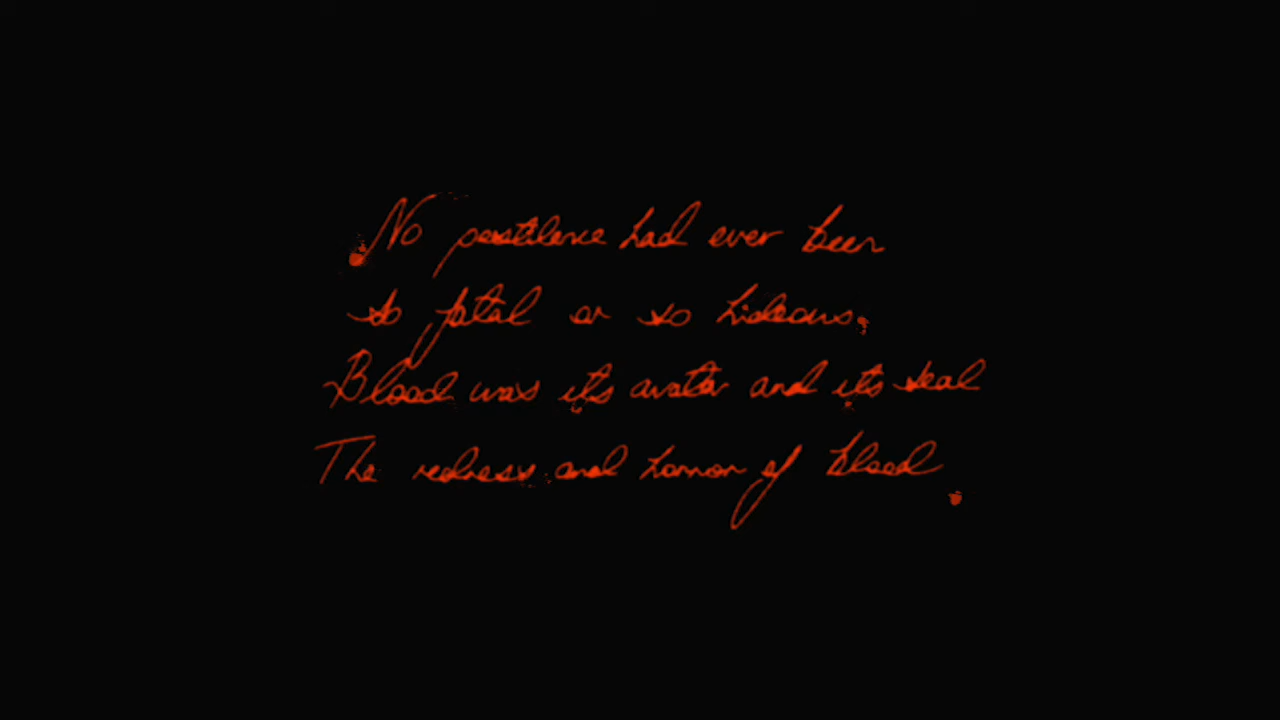 No pestilence had ever been
so fatal or so hideous.
Blood was its avatar and its seal
The redness and horror of blood.